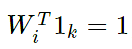 $W_i^T 1_k = 1$